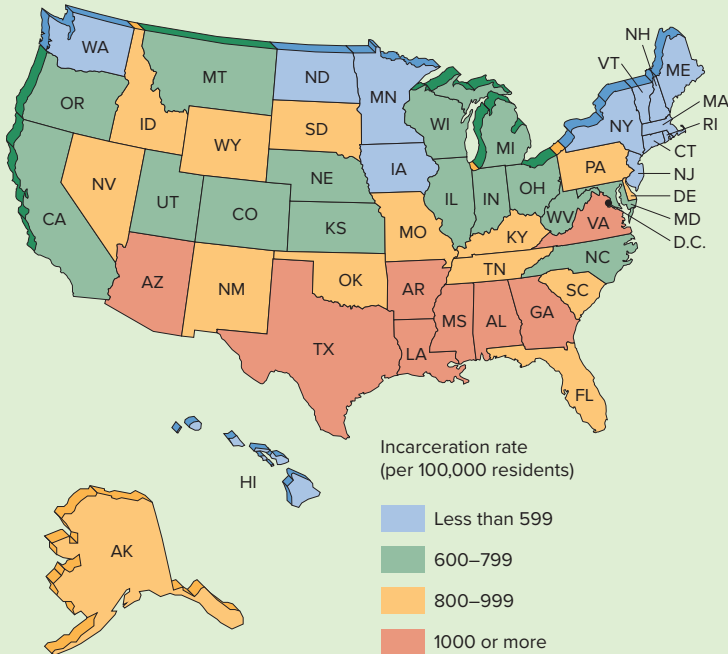 NH
VT
ME
WA
MT
ND
MN
MA
OR
ID
WI
NY
RI
SD
MI
CT
WY
IA
PA
NJ
NV
NE
OH
DE
UT
IL
IN
MD
CA
CO
WV
VA
D.C.
KS
MO
KY
NC
TN
AZ
NM
OK
AR
SC
MS
AL
GA
TX
LA
FL
HI
AK
Incarceration rate
(per 100,000 residents)
Less than 599
600–799
800–999
1000 or more